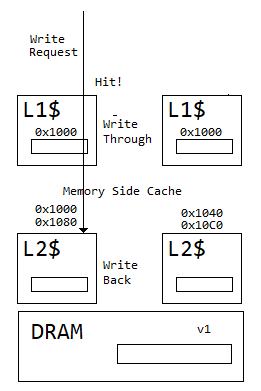 Write
Request
Hit!
L1$
0x1000
Write
Through
L1$
0x1000
Memory Side Cache
0x1000
0x1080
0x1040
0x10C0
L2$
Write
Back
L2$
DRAM
v1